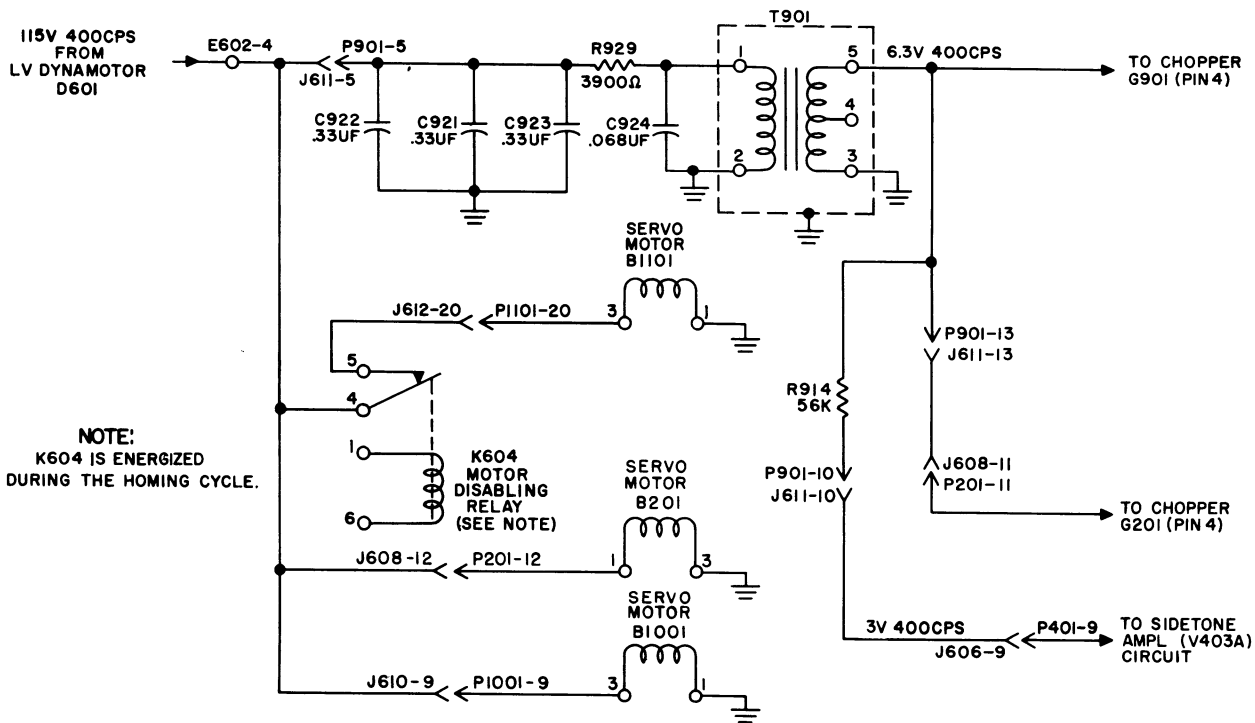 115V 400CPS
FROM
LV DYNAMOTOR
D601
E602-4
P901-5
J611-5
R929
3900Ω
T901
1
2
5
4
3
6.3V 400CPS
TO CHOPPER
G901 (PIN 4)
C922
.33UF
C921
.33UF
C923
.33UF
C924
.068UF
SERVO
MOTOR
B1101
3
1
J612-20
P1101-20
5
4
1
6
NOTE:
K604 IS ENERGIZED
DURING THE HOMING CYCLE.
K604
MOTOR
DISABLING
RELAY
(SEE NOTE)
R914
56K
P901-13
J611-13
P901-10
J611-10
J608-11
P201-11
TO CHOPPER
G201 (PIN 4)
SERVO
MOTOR
B201
1
3
J608-12
P201-12
SERVO
MOTOR
B1001
3
1
J610-9
P1001-9
3V 400CPS
J606-9
P401-9
TO SIDETONE
AMPL (V403A)
CIRCUIT